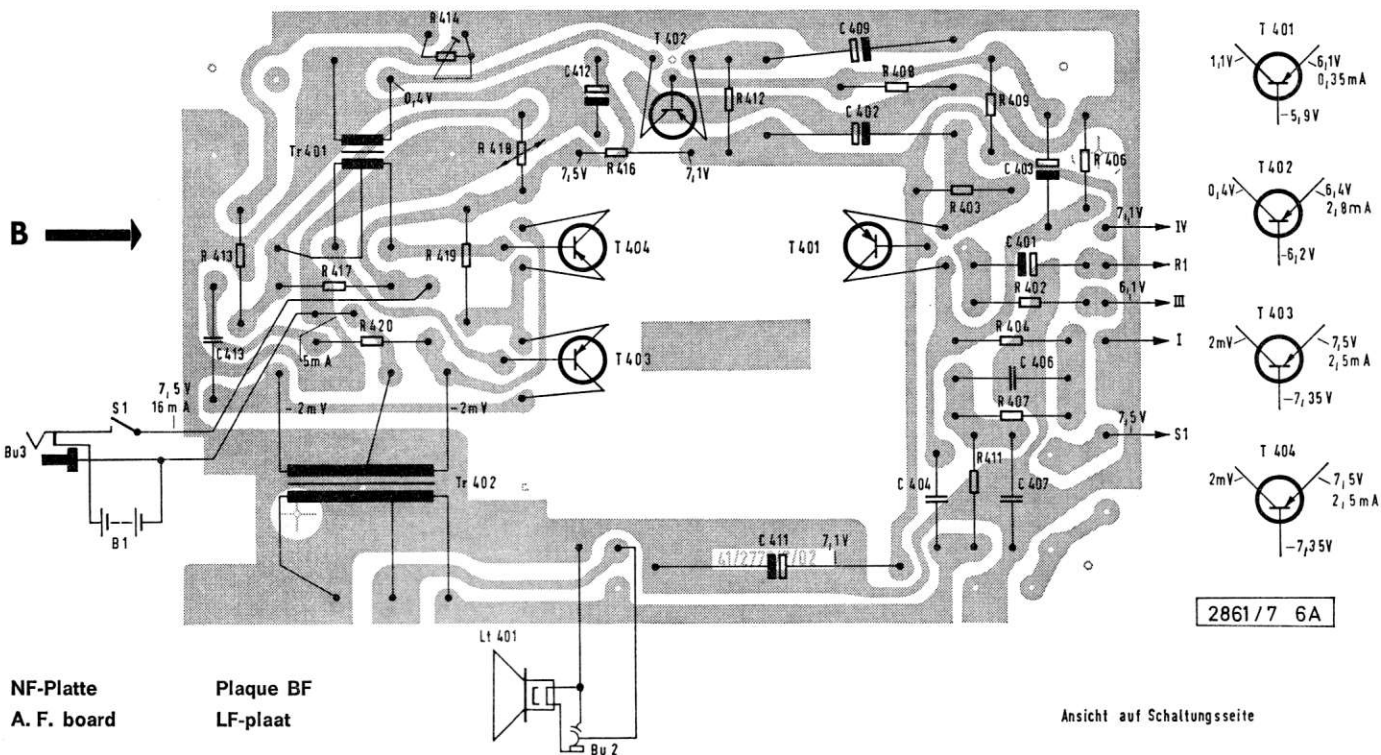 R 414
T 402
C 409
T 401
1,1V
6,1V
0,35mA
5,9V
C 412
R 412
R 408
R 409
0,4V
C 402
Tr 401
R 418
7,5V
R 416
7,1V
C 403
R 406
T 402
0,4V
6,4V
2,8mA
6,2V
R 403
B
R 413
R 419
T 404
T 401
7,1V
IV
C 401
R1
R 417
R 402
6,1V
III
R 420
R 404
I
T 403
2mV
7,5V
2,5mA
7,35V
C 413
5mA
T 403
C 406
7,5V
16mA
-2mV
-2mV
R 407
S1
7,5V
S1
Bu3
R 411
T 404
2mV
7,5V
2,5mA
7,35V
Tr 402
C 404
C 407
B1
C 411
7,1V
2861/7 6A
Lt 401
NF-Platte
Plaque BF
A. F. board
LF-plaat
Bu 2
Ansicht auf Schaltungsseite